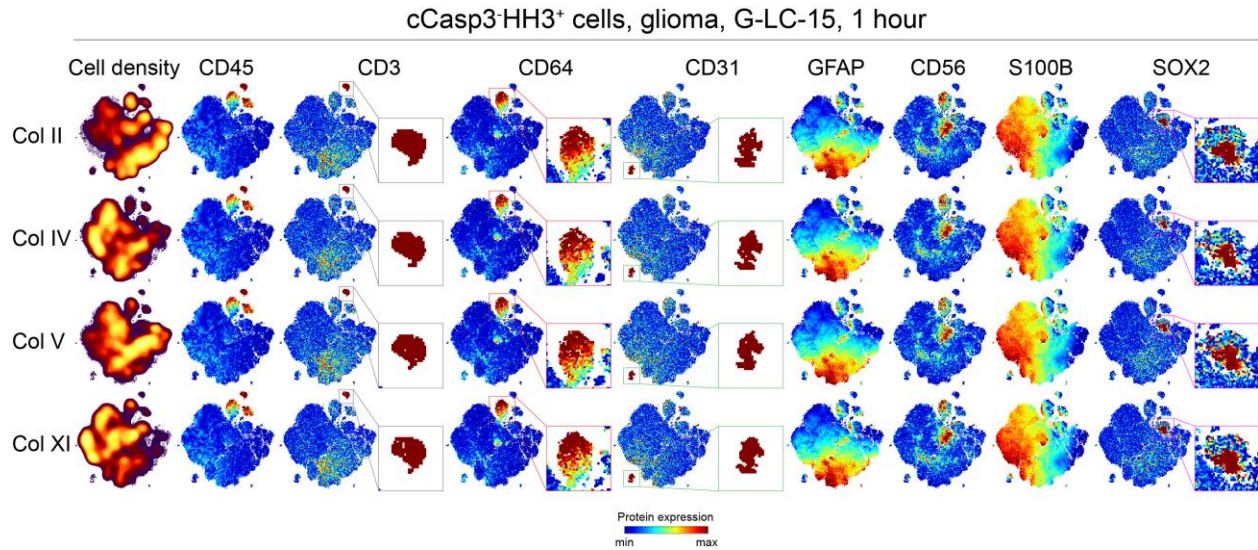 cCasp3⁻HH3⁺ cells, glioma, G-LC-15, 1 hour
Cell density CD45 CD3 CD64 CD31 GFAP CD56 S100B SOX2
Col II
Col IV
Col V
Col XI
Protein expression
min max